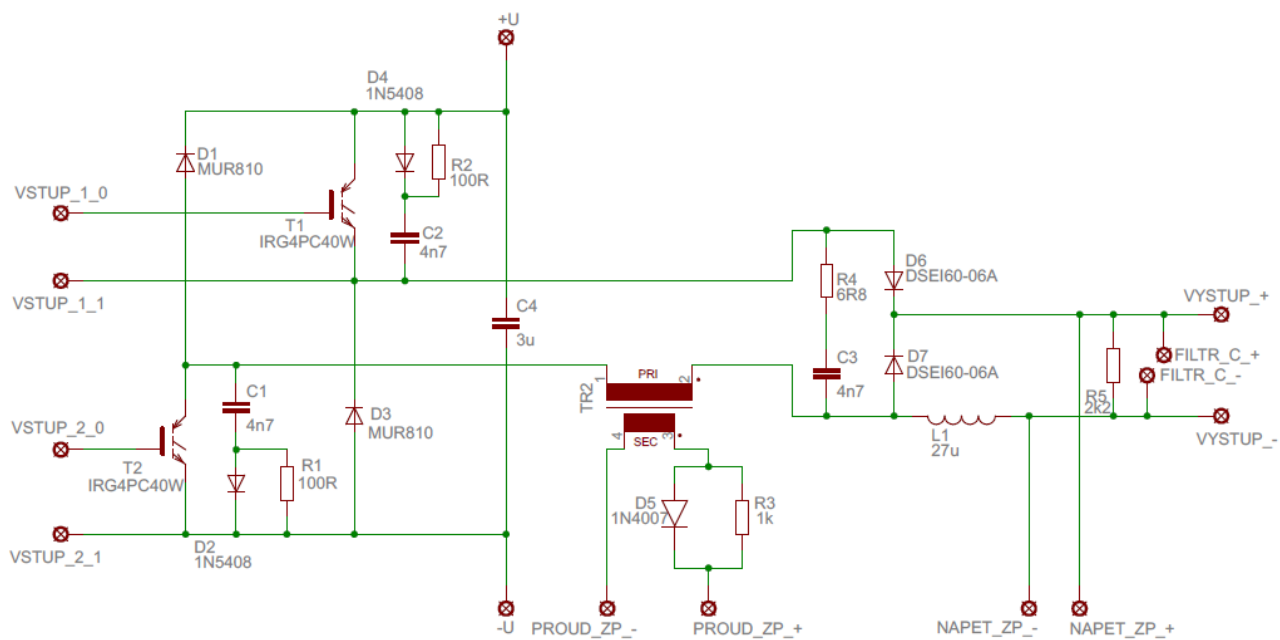 +U
D4
1N5408
D1
MUR810
R2
100R
VSTUP_1_0
T1
IRG4PC40W
C2
4n7
VSTUP_1_1
D6
DSEI60-06A
R4
6R8
C4
3u
VYSTUP_+
FILTR_C_+
FILTR_C_-
D7
DSEI60-06A
C3
4n7
1
PRI
2
TR2
C1
4n7
D3
MUR810
R5
2k2
VYSTUP_-
L1
27u
4
SEC
3
VSTUP_2_0
T2
IRG4PC40W
R1
100R
D5
1N4007
R3
1k
VSTUP_2_1
D2
1N5408
-U
PROUD_ZP_-
PROUD_ZP_+
NAPET_ZP_-
NAPET_ZP_+